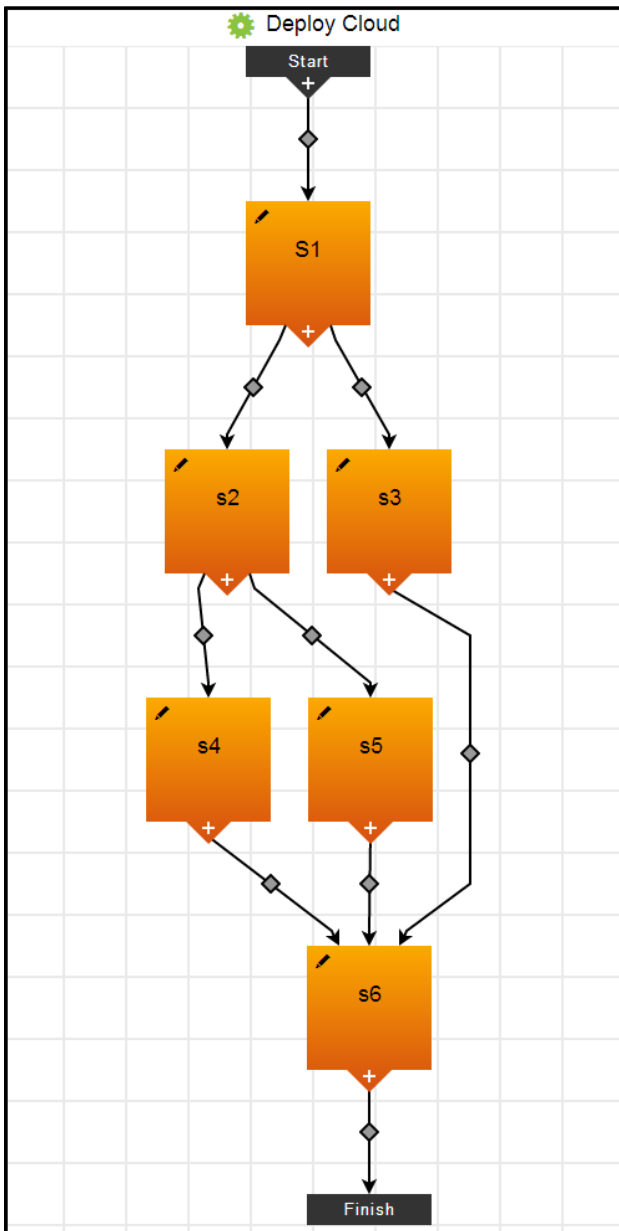 Deploy Cloud
Start
+
S1
+
s2
s3
+
+
s4
s5
+
+
s6
+
Finish